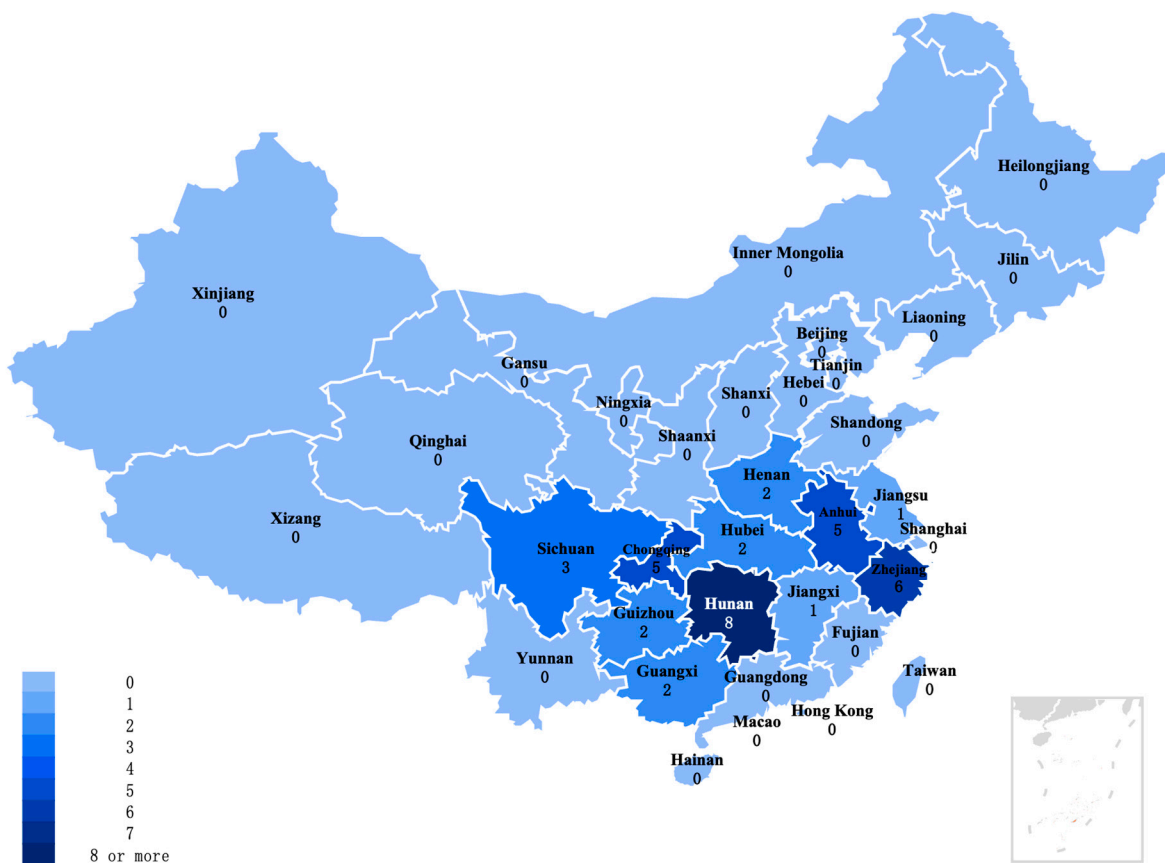 Heilongjiang
0
Inner Mongolia
0
Jilin
0
Xinjiang
0
Liaoning
0
Beijing
0
Tianjin
0
Gansu
0
Hebei
0
Shanxi
0
Ningxia
0
Shandong
0
Shaanxi
0
Qinghai
0
Henan
2
Jiangsu
1
Anhui
5
Xizang
0
Shanghai
0
Hubei
2
Sichuan
3
Chongqing
5
Zhejiang
6
Jiangxi
1
Hunan
8
Guizhou
2
Fujian
0
Yunnan
0
Guangxi
2
Guangdong
0
Taiwan
0
Hong Kong
0
Macao
0
Hainan
0
0
1
2
3
4
5
6
7
8 or more